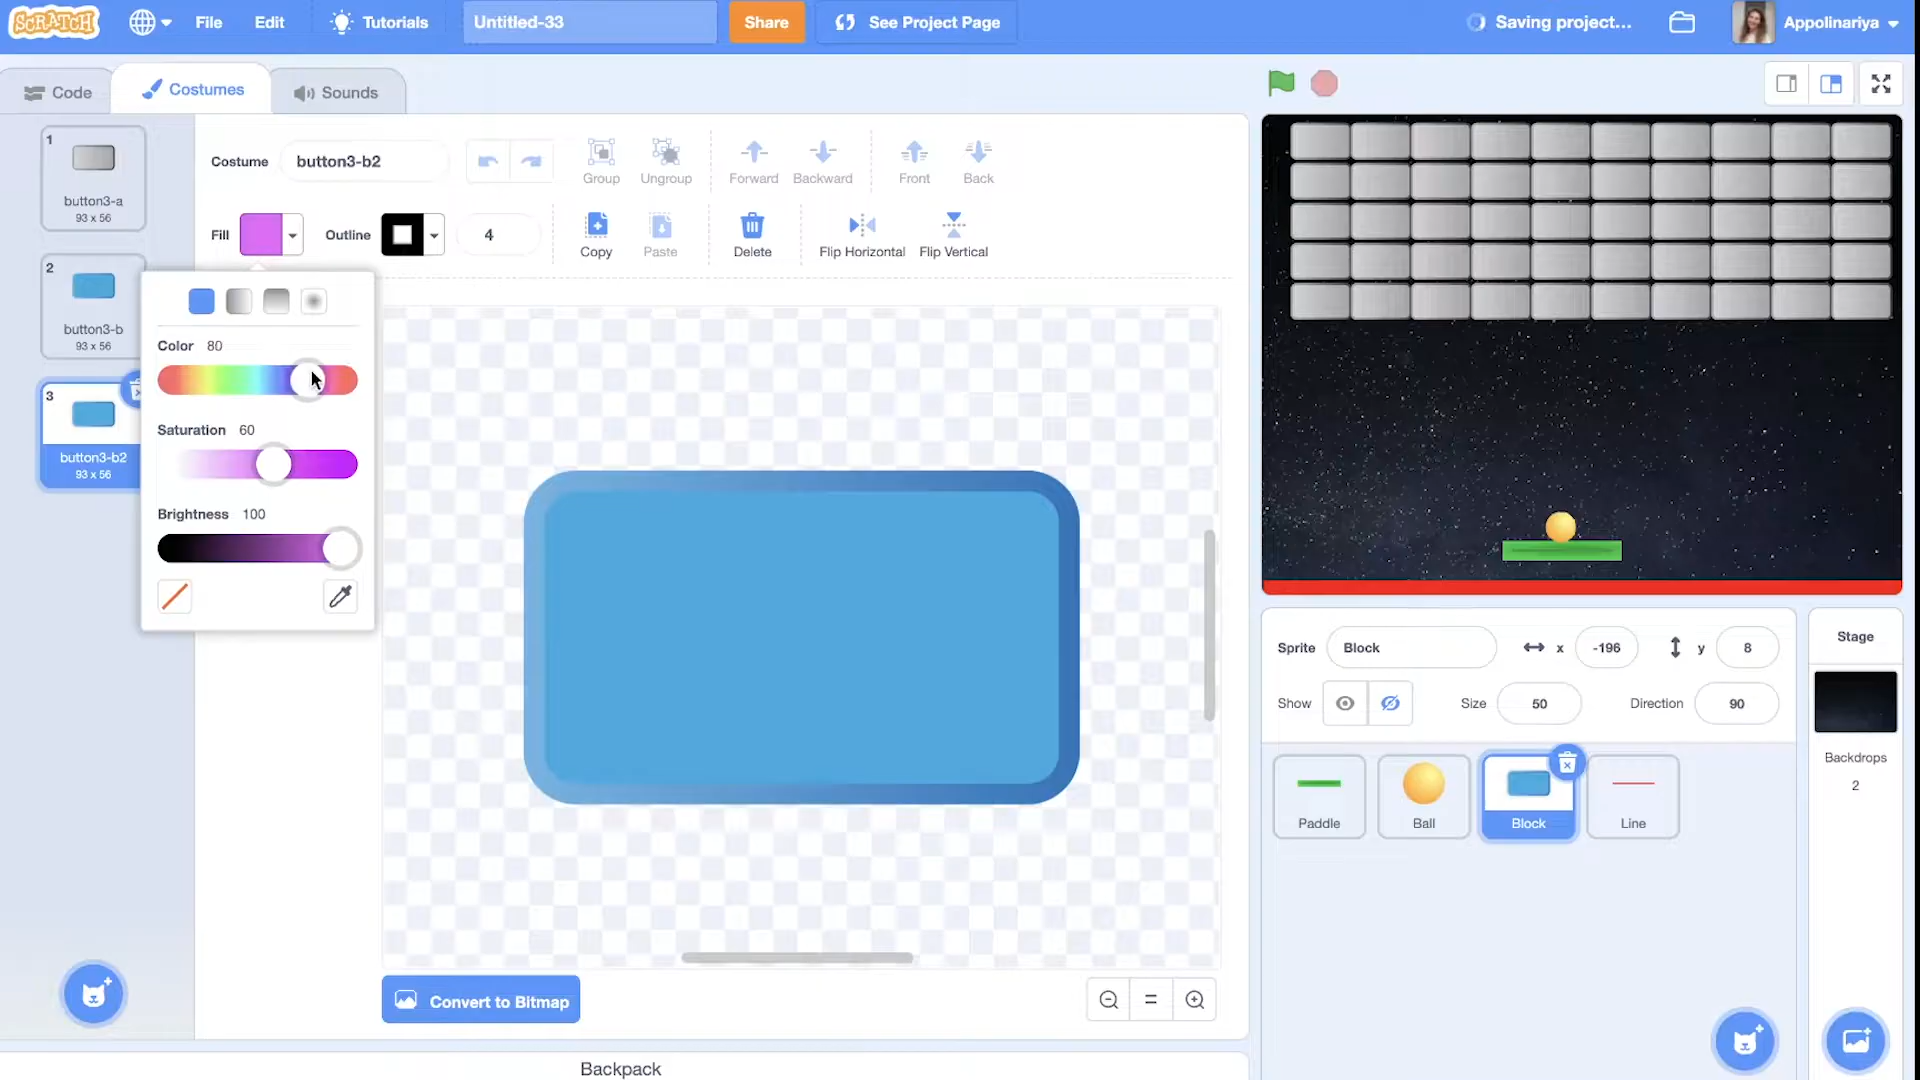 SCRATCH
File
Edit
Tutorials
Untitled-33
Share
See Project Page
Saving project...
Appolinariya
Code
Costumes
Sounds
Costume
button3-b2
Group
Ungroup
Forward
Backward
Front
Back
Fill
Outline
4
Copy
Paste
Delete
Flip Horizontal
Flip Vertical
1
button3-a
93 x 56
2
button3-b
93 x 56
3
button3-b2
93 x 56
Color 80
Saturation 60
Brightness 100
Convert to Bitmap
Backpack
Sprite
Block
x
-196
y
8
Show
Size
50
Direction
90
Paddle
Ball
Block
Line
Stage
Backdrops
2